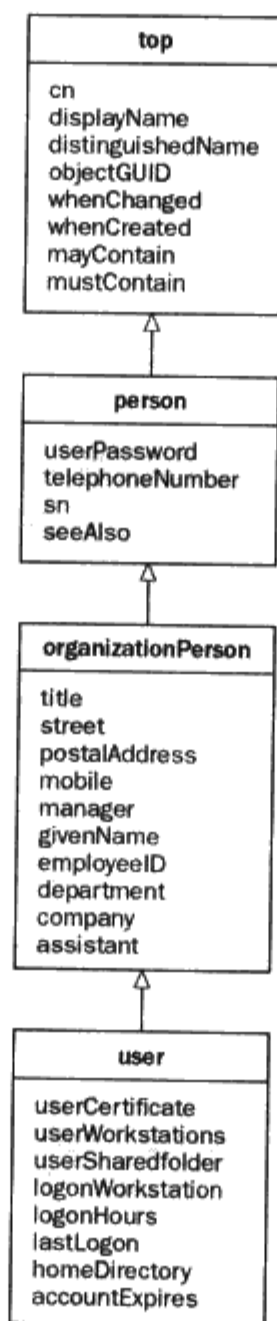 top
cn
displayName
distinguishedName
objectGUID
whenChanged
whenCreated
mayContain
mustContain
person
userPassword
telephoneNumber
sn
seeAlso
organizationPerson
title
street
postalAddress
mobile
manager
givenName
employeeID
department
company
assistant
user
userCertificate
userWorkstations
userSharedfolder
logonWorkstation
logonHours
lastLogon
homeDirectory
accountExpires